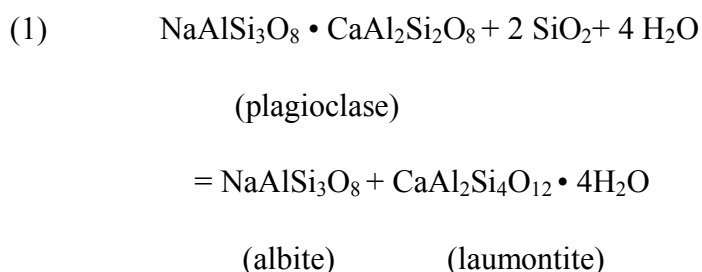 (1) NaAlSi₃O₈ • CaAl₂Si₂O₈ + 2 SiO₂+ 4 H₂O
(plagioclase)
= NaAlSi₃O₈ + CaAl₂Si₄O₁₂ • 4H₂O
(albite) (laumontite)